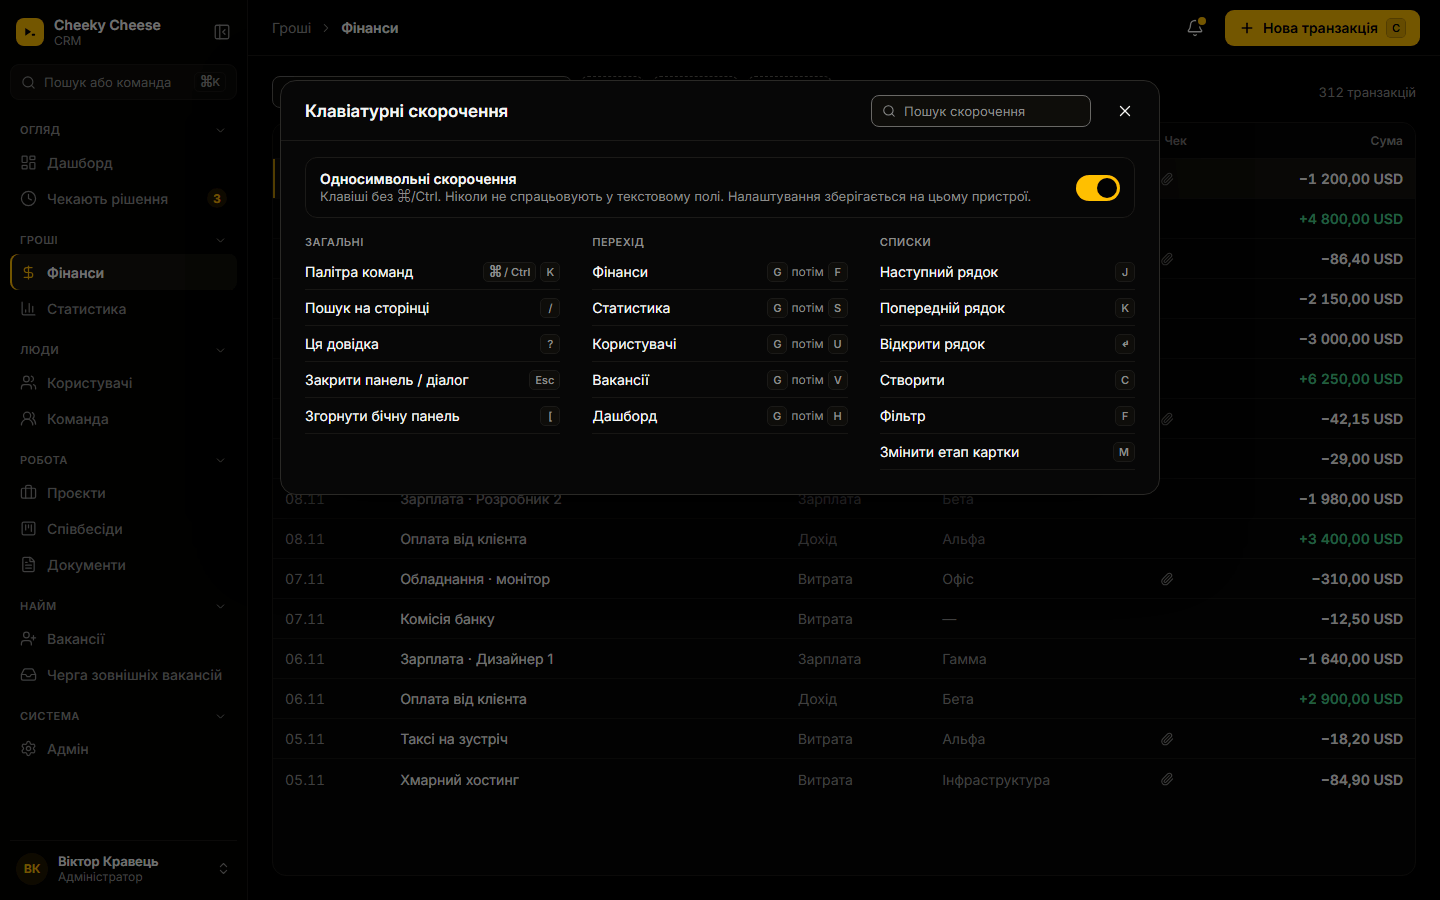 Cheeky Cheese
CRM
Пошук або команда ⌘K
ОГЛЯД
Дашборд
Чекають рішення 3
ГРОШІ
Фінанси
Статистика
ЛЮДИ
Користувачі
Команда
РОБОТА
Проєкти
Співбесіди
Документи
НАЙМ
Вакансії
Черга зовнішніх вакансій
СИСТЕМА
Адмін
ВК
Віктор Кравець
Адміністратор
Гроші > Фінанси
+ Нова транзакція C
312 транзакцій
Клавіатурні скорочення
Пошук скорочення
Односимвольні скорочення
Клавіші без ⌘/Ctrl. Ніколи не спрацьовують у текстовому полі. Налаштування зберігається на цьому пристрої.
ЗАГАЛЬНІ
Палітра команд ⌘ / Ctrl K
Пошук на сторінці /
Ця довідка ?
Закрити панель / діалог Esc
Згорнути бічну панель [
ПЕРЕХІД
Фінанси G потім F
Статистика G потім S
Користувачі G потім U
Вакансії G потім V
Дашборд G потім H
СПИСКИ
Наступний рядок J
Попередній рядок K
Відкрити рядок ↵
Створити C
Фільтр F
Змінити етап картки M
Чек Сума
−1 200,00 USD
+4 800,00 USD
−86,40 USD
−2 150,00 USD
−3 000,00 USD
+6 250,00 USD
−42,15 USD
−29,00 USD
08.11 Зарплата · Розробник 2 Зарплата Бета −1 980,00 USD
08.11 Оплата від клієнта Дохід Альфа +3 400,00 USD
07.11 Обладнання · монітор Витрата Офіс −310,00 USD
07.11 Комісія банку Витрата — −12,50 USD
06.11 Зарплата · Дизайнер 1 Зарплата Гамма −1 640,00 USD
06.11 Оплата від клієнта Дохід Бета +2 900,00 USD
05.11 Таксі на зустріч Витрата Альфа −18,20 USD
05.11 Хмарний хостинг Витрата Інфраструктура −84,90 USD